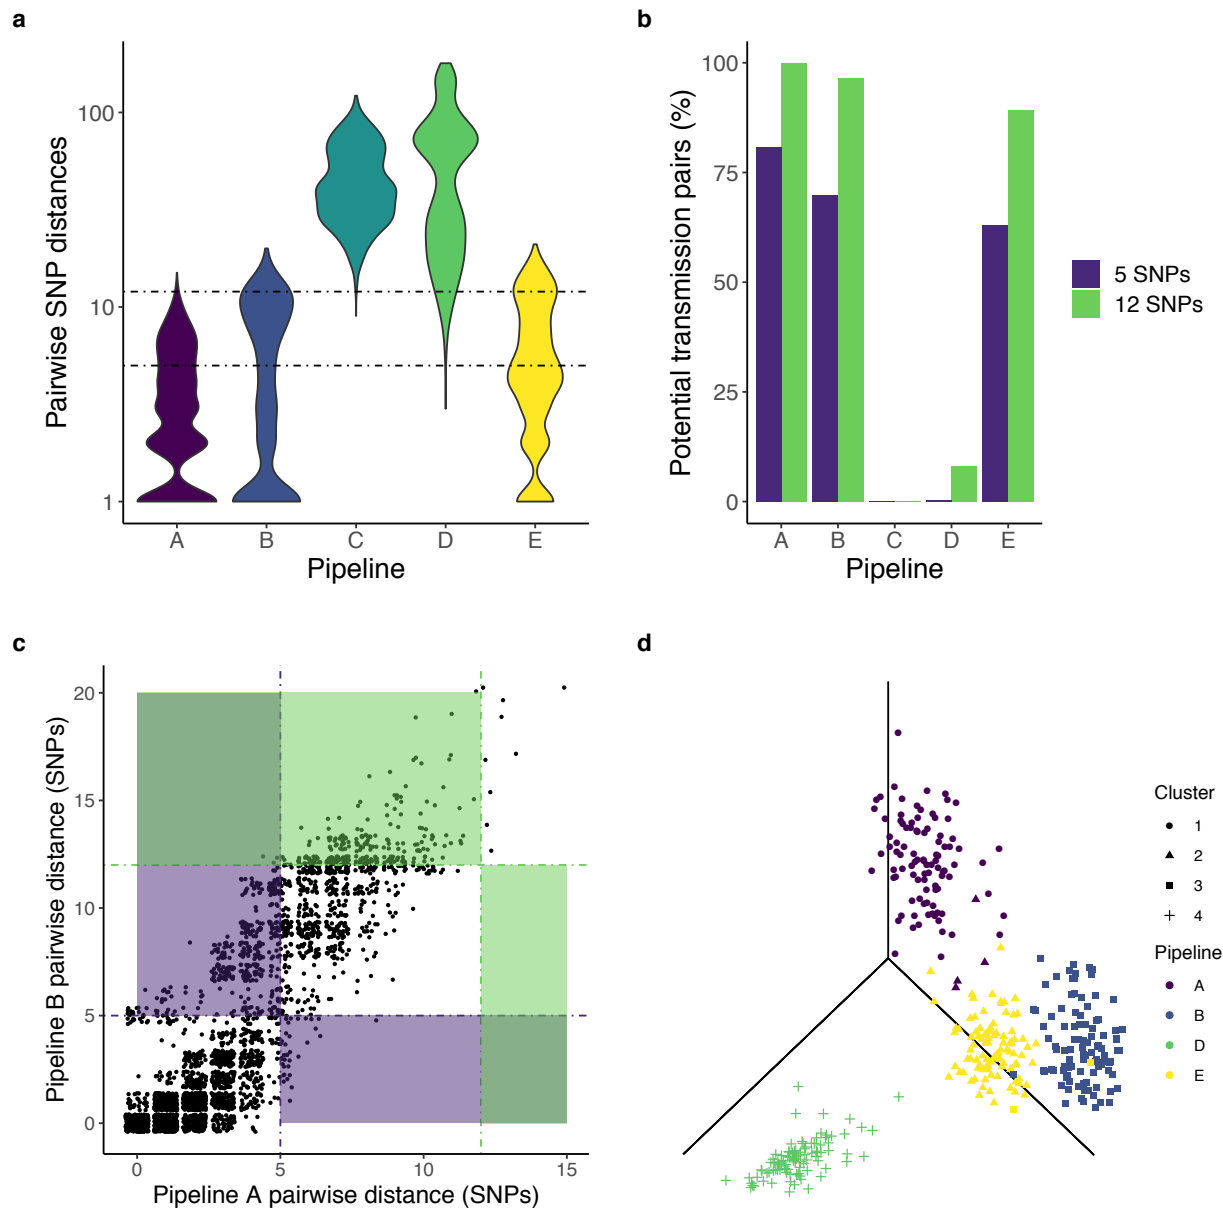 a
Pairwise SNP distances
100
10
1
A B C D E
Pipeline
b
Potential transmission pairs (%)
100
75
50
25
0
A B C D E
Pipeline
5 SNPs
12 SNPs
c
Pipeline B pairwise distance (SNPs)
20
15
10
5
0
0 5 10 15
Pipeline A pairwise distance (SNPs)
d
Cluster
1
2
3
4
Pipeline
A
B
D
E